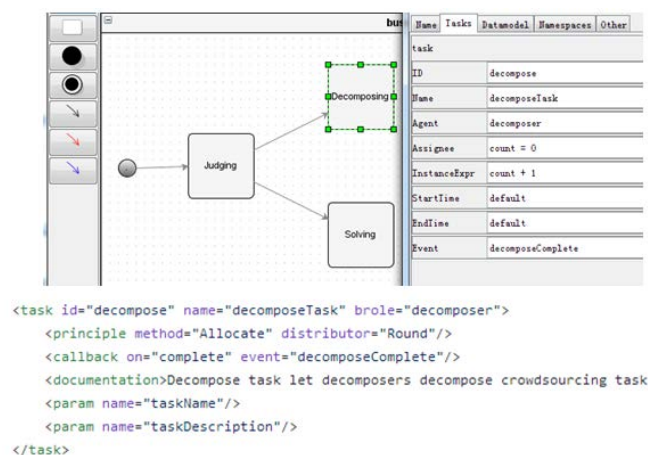 bus
Name Tasks Datamodel Namespaces Other
task
ID decompose
Name decomposeTask
Agent decomposer
Assignee count = 0
InstanceExpr count + 1
StartTime default
EndTime default
Event decomposeComplete
Decomposing
Judging
Solving
<task id="decompose" name="decomposeTask" brole="decomposer">
<principle method="Allocate" distributor="Round"/>
<callback on="complete" event="decomposeComplete"/>
<documentation>Decompose task let decomposers decompose crowdsourcing task
<param name="taskName"/>
<param name="taskDescription"/>
</task>